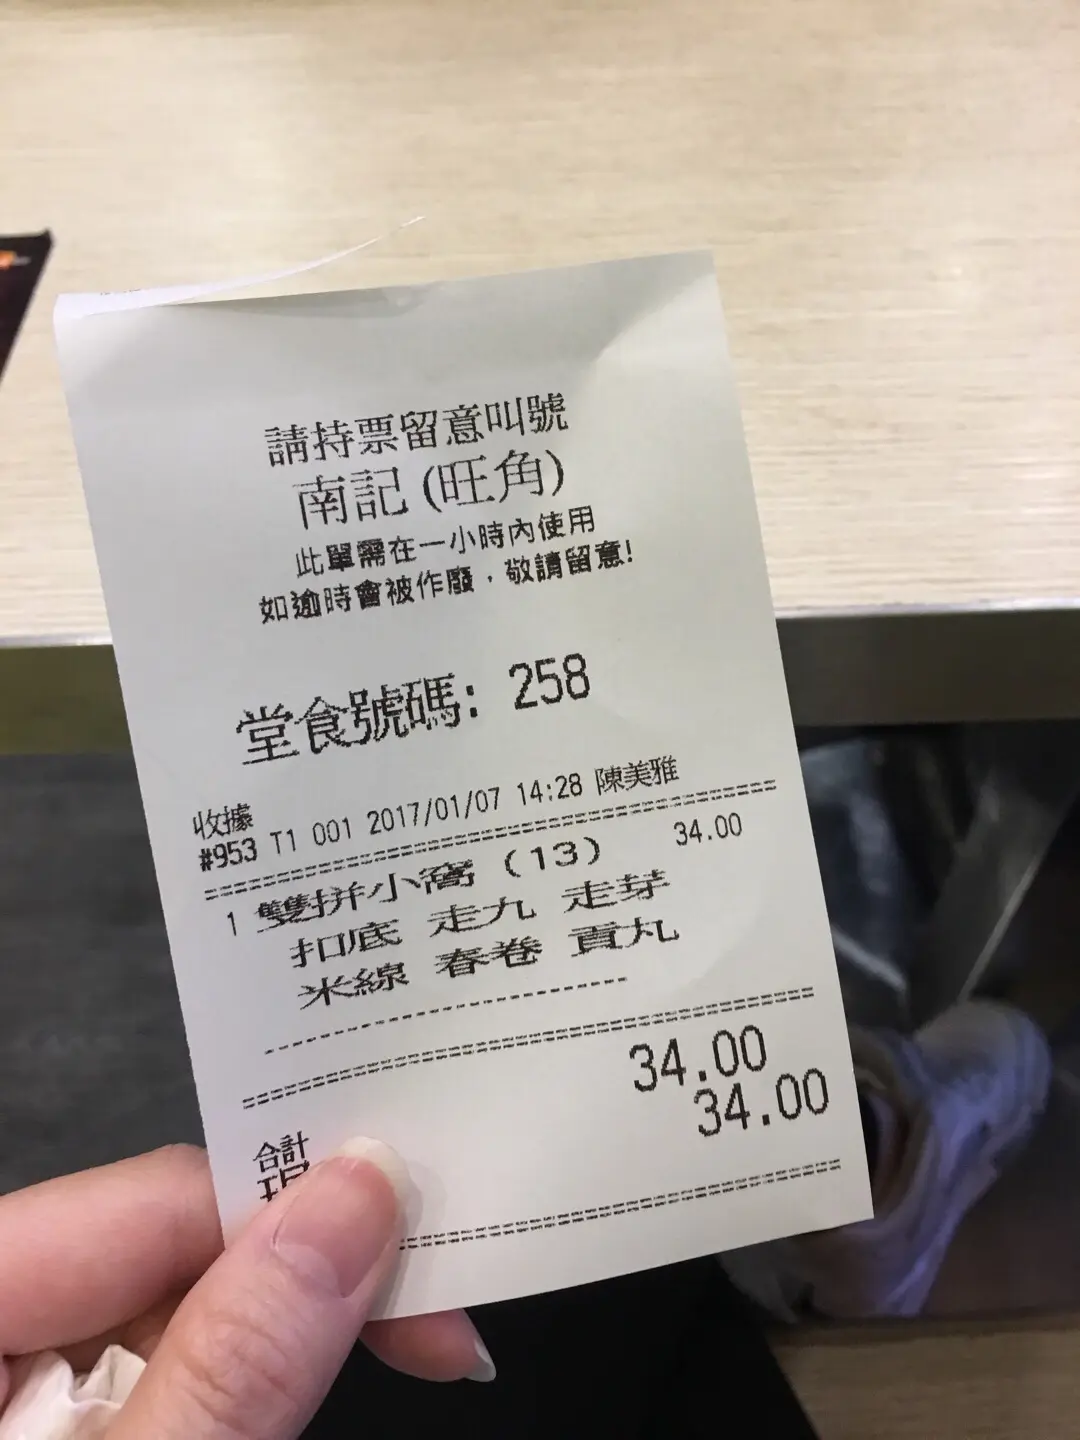 請持票留意叫號
南記 (旺角)
此單需在一小時內使用
如逾時會被作廢，敬請留意!
堂食號碼: 258
收據
#953 T1 001 2017/01/07 14:28 陳美雅
1 雙拼小窩 (13) 34.00
扣底 走九 走芽
米線 春卷 貢丸
34.00
合計 34.00